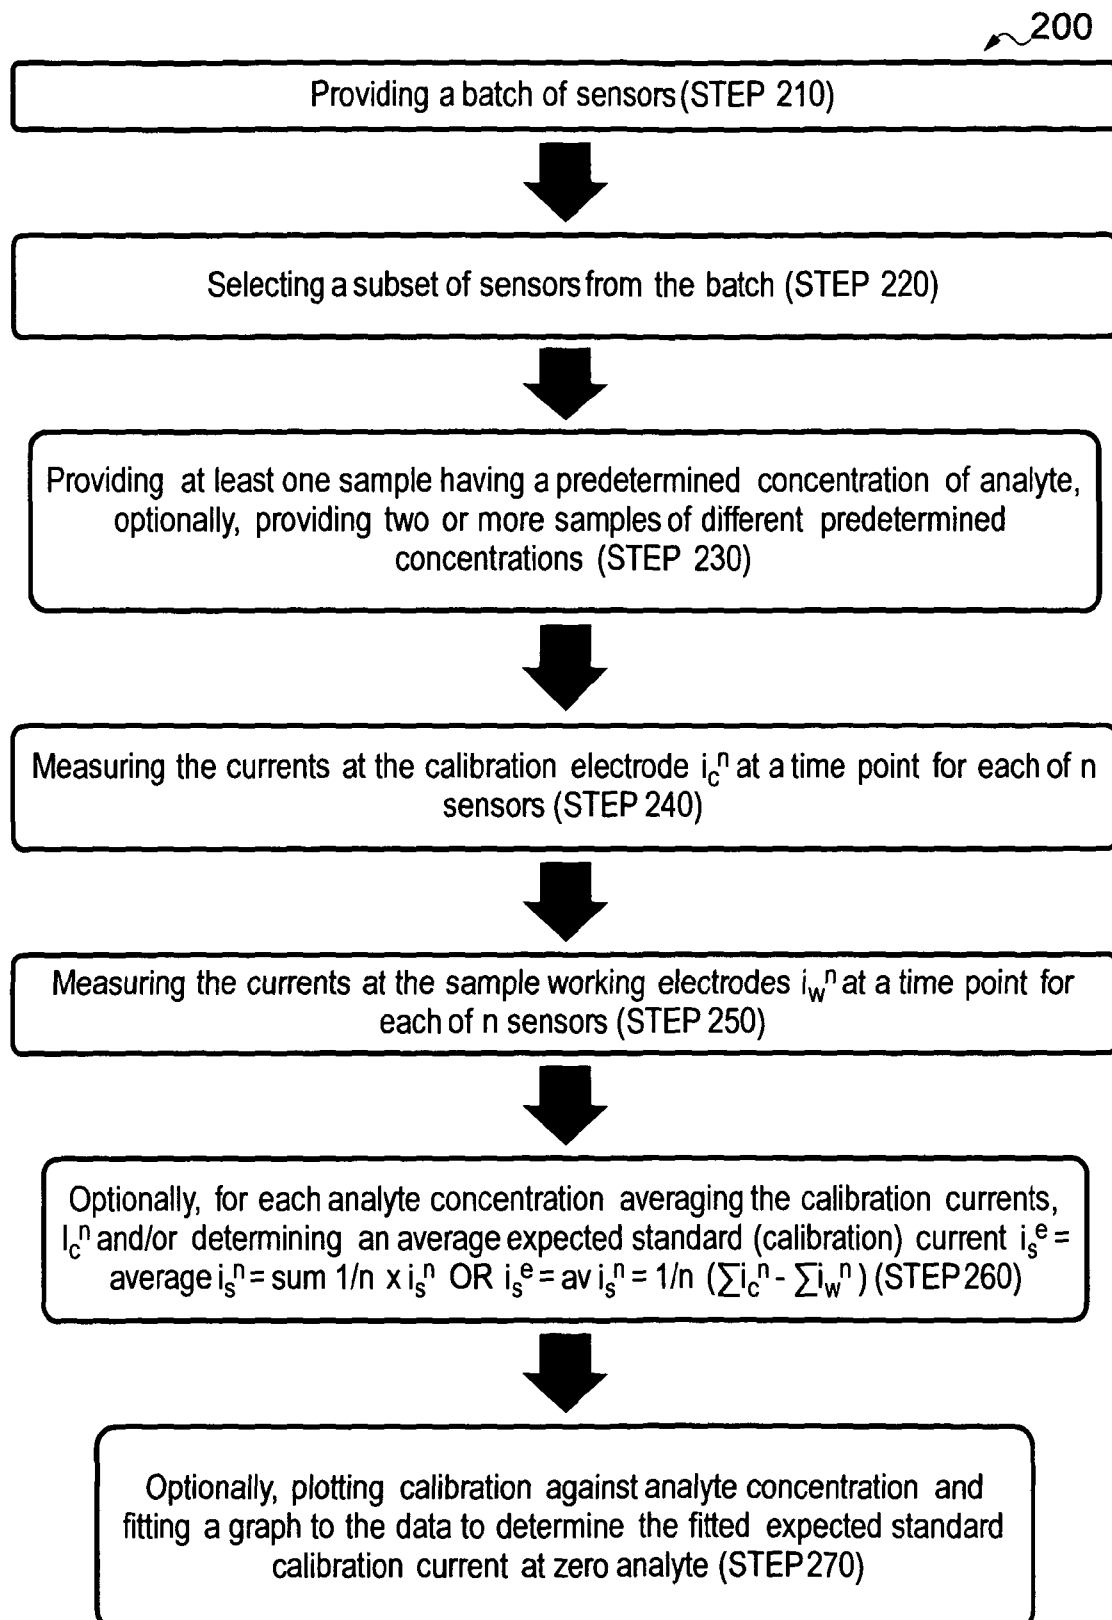 200
Providing a batch of sensors (STEP 210)
Selecting a subset of sensors from the batch (STEP 220)
Providing at least one sample having a predetermined concentration of analyte,
optionally, providing two or more samples of different predetermined
concentrations (STEP 230)
Measuring the currents at the calibration electrode i_c^n at a time point for each of n
sensors (STEP 240)
Measuring the currents at the sample working electrodes i_w^n at a time point for
each of n sensors (STEP 250)
Optionally, for each analyte concentration averaging the calibration currents,
I_c^n and/or determining an average expected standard (calibration) current i_s^e =
average i_s^n = sum 1/n x i_s^n OR i_s^e = av i_s^n = 1/n (∑i_c^n - ∑i_w^n) (STEP 260)
Optionally, plotting calibration against analyte concentration and
fitting a graph to the data to determine the fitted expected standard
calibration current at zero analyte (STEP 270)